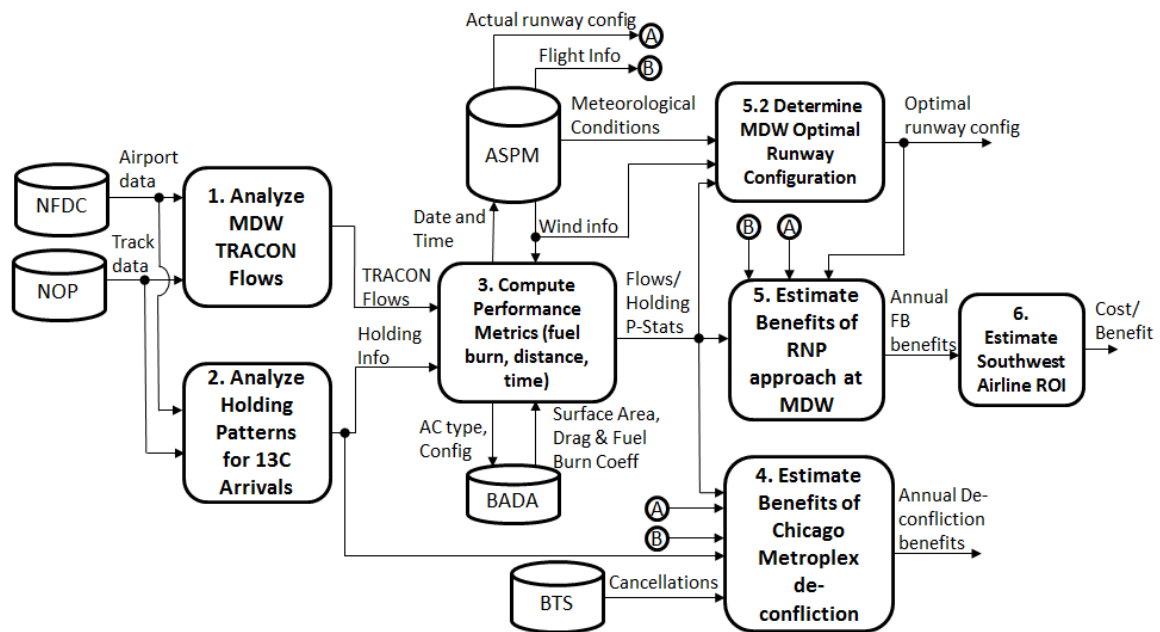 Actual runway config
A
Flight Info
B
ASPM
Meteorological
Conditions
5.2 Determine
MDW Optimal
Runway
Configuration
Optimal
runway config
Airport
data
NFDC
1. Analyze
MDW
TRACON
Flows
Date and
Time
Wind info
B
A
Track
data
NOP
TRACON
Flows
3. Compute
Performance
Metrics (fuel
burn, distance,
time)
Flows/
Holding
P-Stats
5. Estimate
Benefits of
RNP
approach at
MDW
Annual
FB
benefits
6.
Estimate
Southwest
Airline ROI
Cost/
Benefit
Holding
Info
2. Analyze
Holding
Patterns
for 13C
Arrivals
AC type,
Config
Surface Area,
Drag & Fuel
Burn Coeff
BADA
A
B
4. Estimate
Benefits of
Chicago
Metroplex
de-
confliction
Annual De-
confliction
benefits
BTS
Cancellations